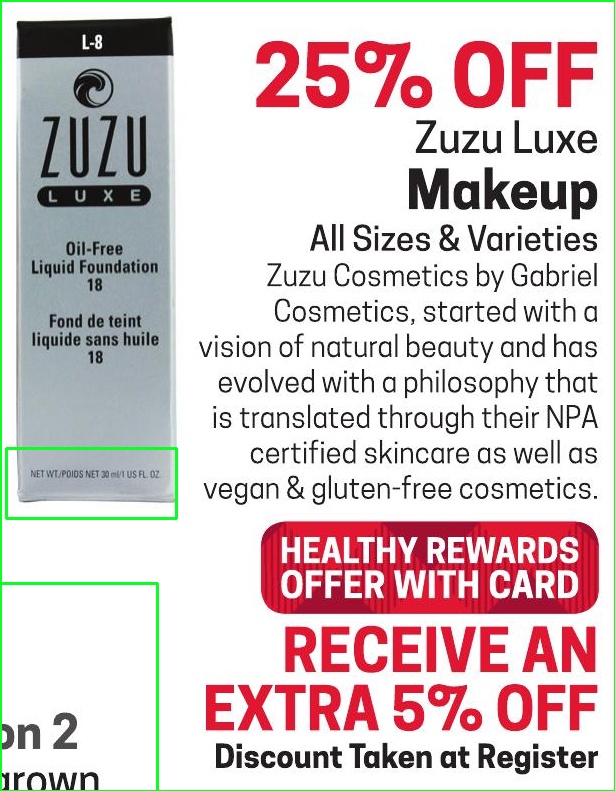 L-8
ZUZU
LUXE
Oil-Free
Liquid Foundation
18
Fond de teint
liquide sans huile
18
NET WT./POIDS NET 30 ml/1 US FL. OZ.
25% OFF
Zuzu Luxe
Makeup
All Sizes & Varieties
Zuzu Cosmetics by Gabriel
Cosmetics, started with a
vision of natural beauty and has
evolved with a philosophy that
is translated through their NPA
certified skincare as well as
vegan & gluten-free cosmetics.
HEALTHY REWARDS
OFFER WITH CARD
RECEIVE AN
EXTRA 5% OFF
Discount Taken at Register
on 2
grown